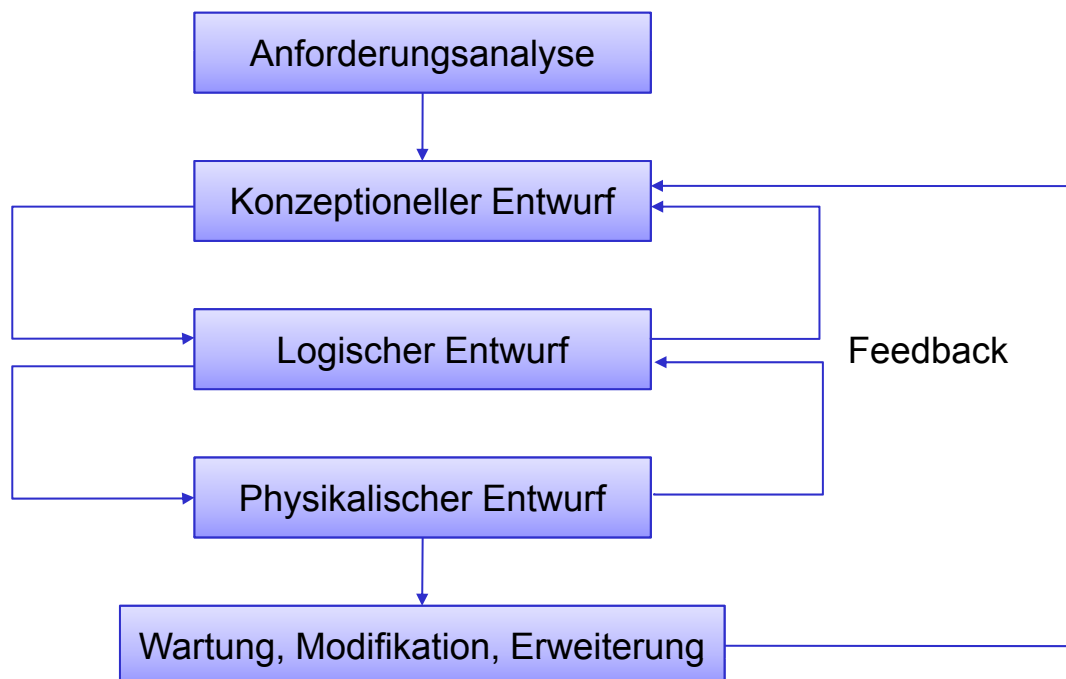 Anforderungsanalyse
Konzeptioneller Entwurf
Logischer Entwurf
Feedback
Physikalischer Entwurf
Wartung, Modifikation, Erweiterung